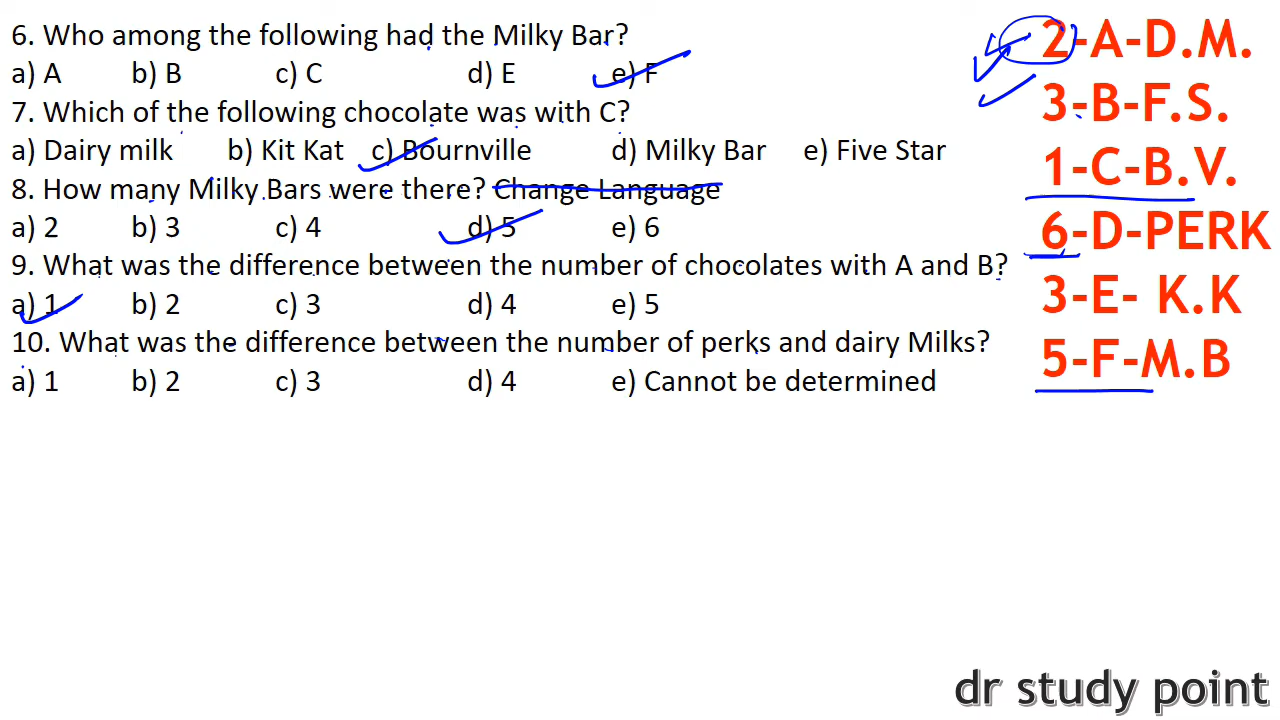 6. Who among the following had the Milky Bar?
a) A b) B c) C d) E e) F
7. Which of the following chocolate was with C?
a) Dairy milk b) Kit Kat c) Bournville d) Milky Bar e) Five Star
8. How many Milky Bars were there? Change Language
a) 2 b) 3 c) 4 d) 5 e) 6
9. What was the difference between the number of chocolates with A and B?
a) 1 b) 2 c) 3 d) 4 e) 5
10. What was the difference between the number of perks and dairy Milks?
a) 1 b) 2 c) 3 d) 4 e) Cannot be determined
2-A-D.M.
3-B-F.S.
1-C-B.V.
6-D-PERK
3-E- K.K
5-F-M.B
dr study point